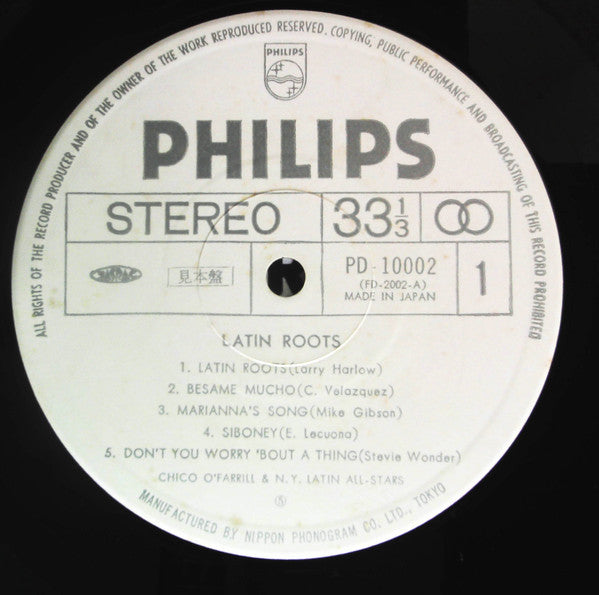 ALL RIGHTS OF THE RECORD PRODUCER AND OF THE OWNER OF THE WORK REPRODUCED RESERVED. COPYING, PUBLIC PERFORMANCE AND BROADCASTING OF THIS RECORD PROHIBITED
PHILIPS
PHILIPS
STEREO 33 1/3
見本盤 PD-10002 1
(FD-2002-A)
MADE IN JAPAN
LATIN ROOTS
1. LATIN ROOTS(Larry Harlow)
2. BESAME MUCHO(C. Velazquez)
3. MARIANNA'S SONG(Mike Gibson)
4. SIBONEY(E. Lecuona)
5. DON'T YOU WORRY 'BOUT A THING(Stevie Wonder)
CHICO O'FARRILL & N.Y. LATIN ALL-STARS
MANUFACTURED BY NIPPON PHONOGRAM CO. LTD., TOKYO